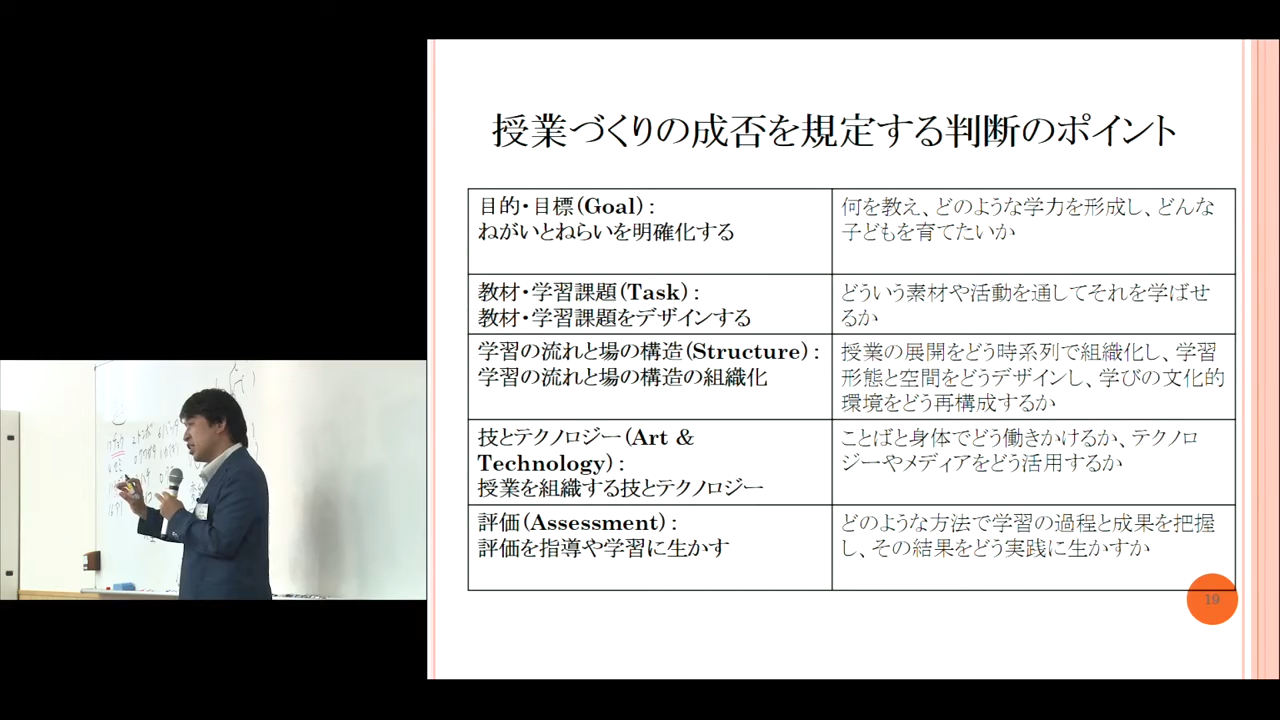 授業づくりの成否を規定する判断のポイント
目的・目標(Goal):
ねがいとねらいを明確化する
何を教え、どのような学力を形成し、どんな
子どもを育てたいか
教材・学習課題(Task):
教材・学習課題をデザインする
どういう素材や活動を通してそれを学ばせ
るか
学習の流れと場の構造(Structure):
学習の流れと場の構造の組織化
授業の展開をどう時系列で組織化し、学習
形態と空間をどうデザインし、学びの文化的
環境をどう再構成するか
技とテクノロジー(Art &
Technology):
授業を組織する技とテクノロジー
ことばと身体でどう働きかけるか、テクノロ
ジーやメディアをどう活用するか
評価(Assessment):
評価を指導や学習に生かす
どのような方法で学習の過程と成果を把握
し、その結果をどう実践に生かすか
19